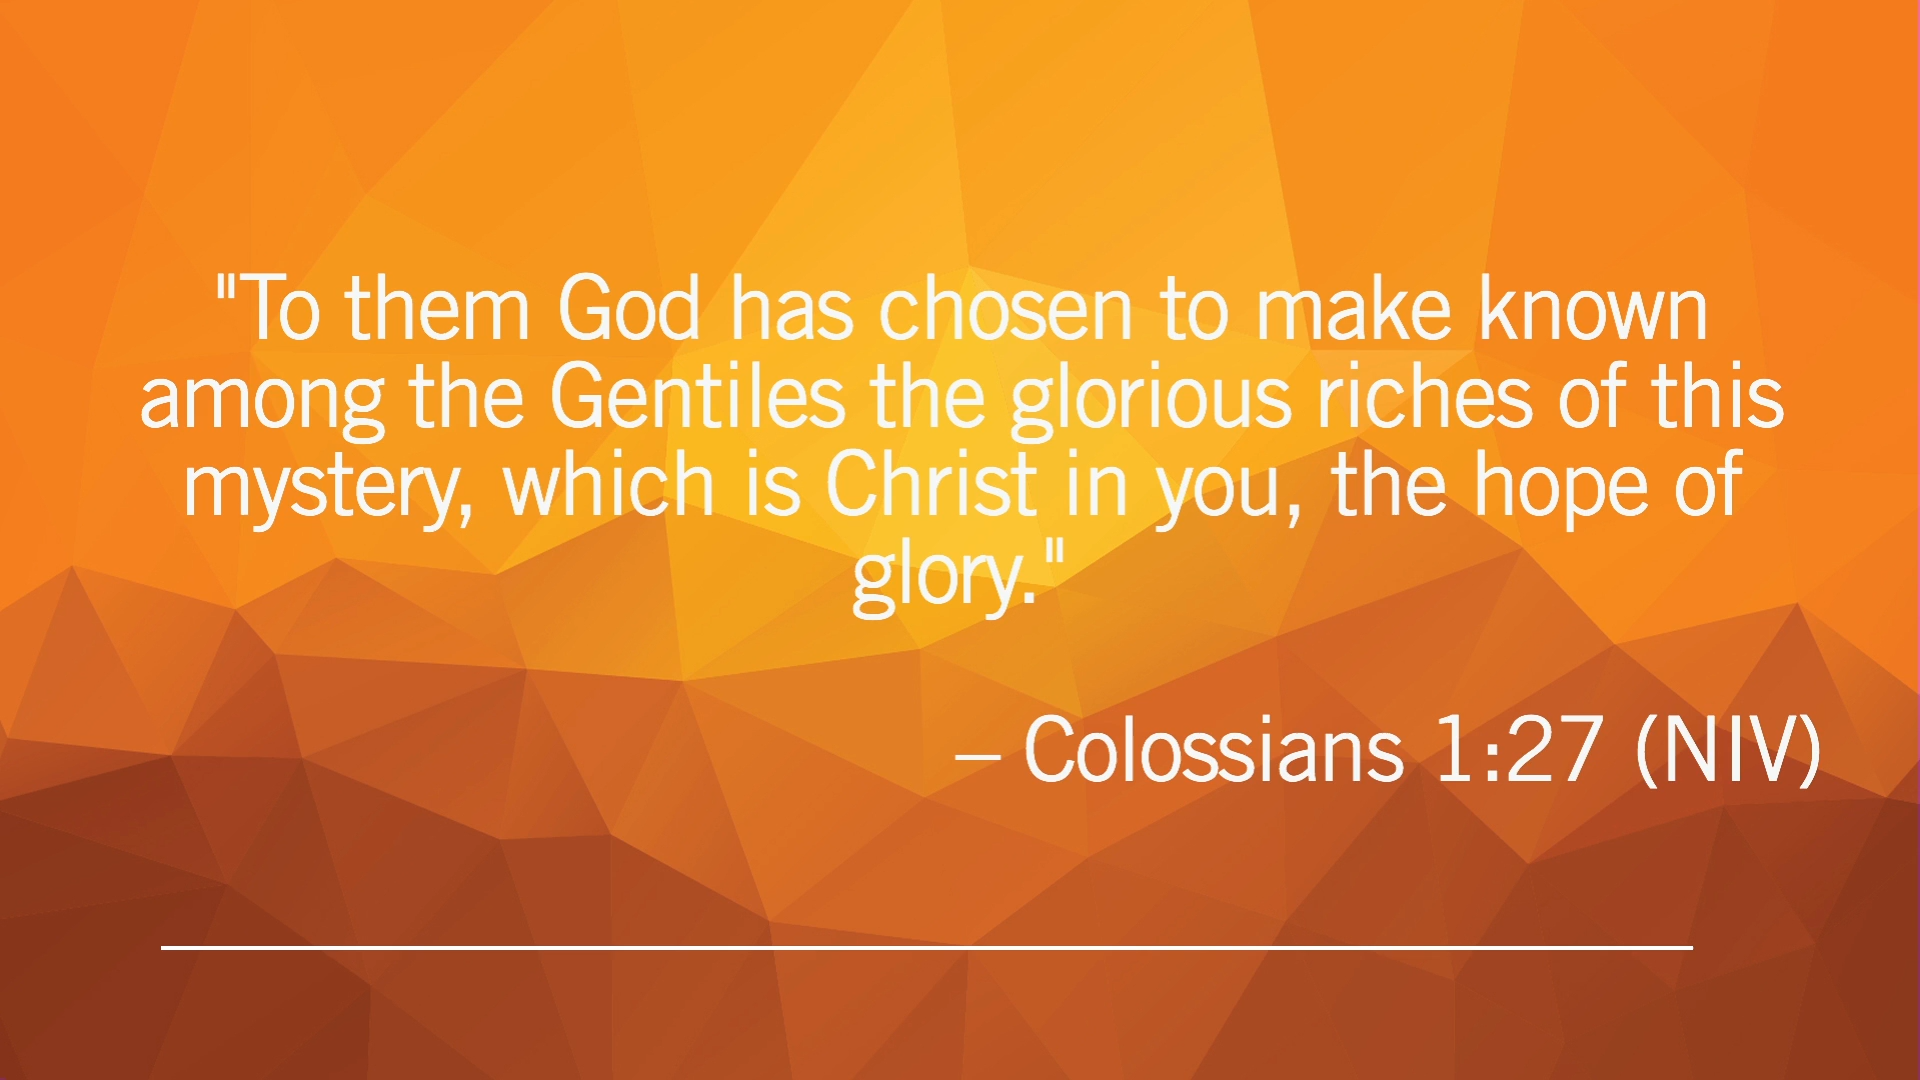 "To them God has chosen to make known
among the Gentiles the glorious riches of this
mystery, which is Christ in you, the hope of
glory."
– Colossians 1:27 (NIV)